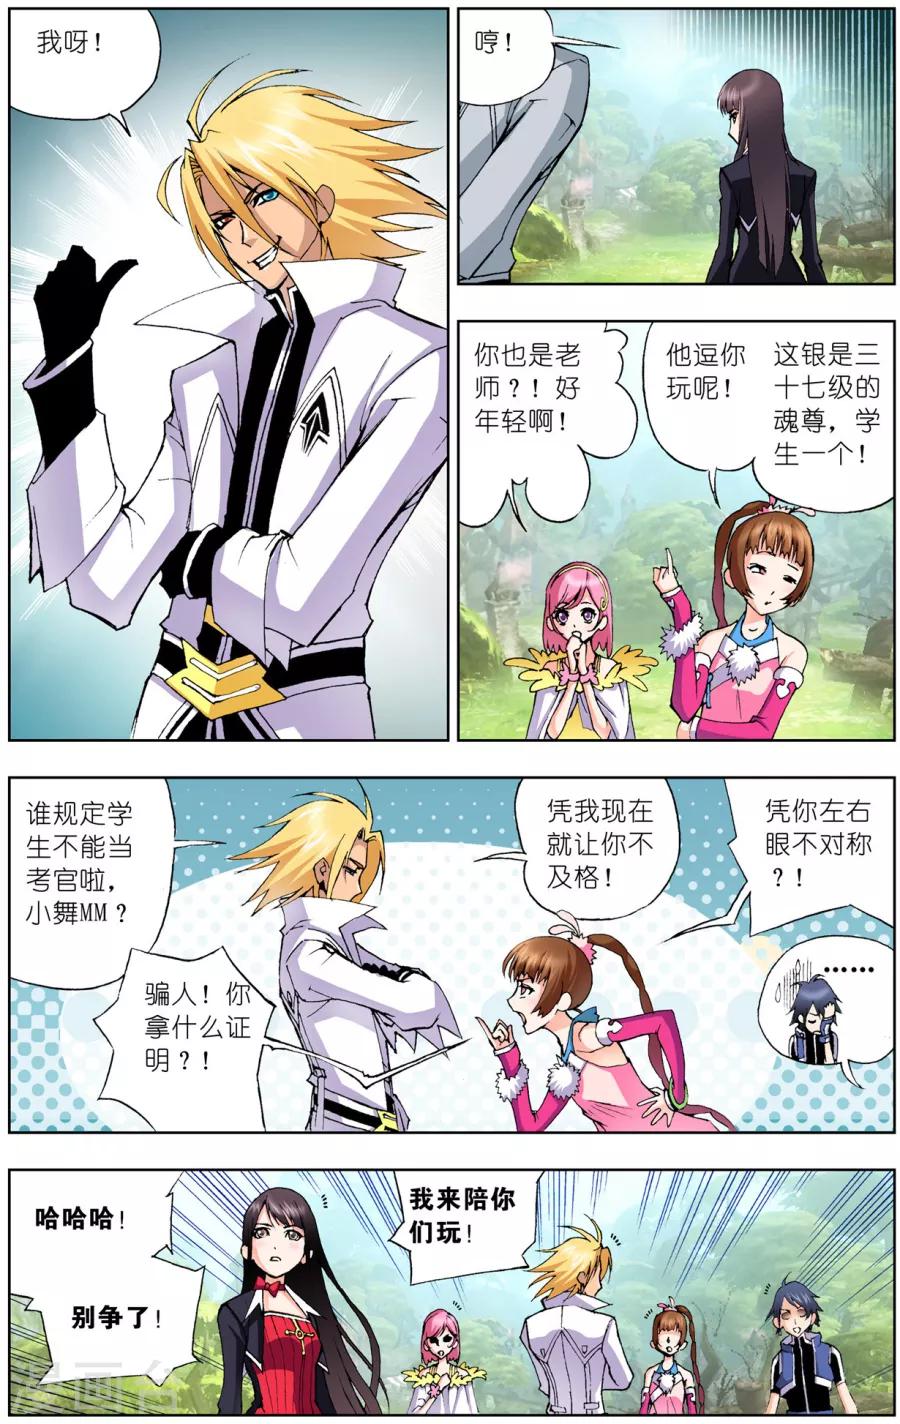 我呀！
哼！
你也是老
师？！好
年轻啊！
他逗你
玩呢！
这银是三
十七级的
魂尊，学
生一个！
谁规定学
生不能当
考官啦，
小舞MM？
骗人！你
拿什么证
明？！
凭我现在
就让你不
及格！
凭你左右
眼不对称
？！
……
哈哈哈！
别争了！
我来陪你
们玩！
漫画台